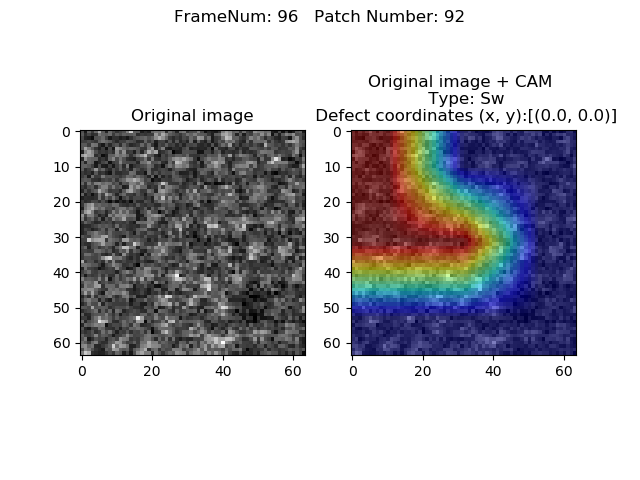 FrameNum: 96   Patch Number: 92
Original image
Original image + CAM
Type: Sw
Defect coordinates (x, y):[(0.0, 0.0)]
0
10
20
30
40
50
60
0 20 40 60
0
10
20
30
40
50
60
0 20 40 60